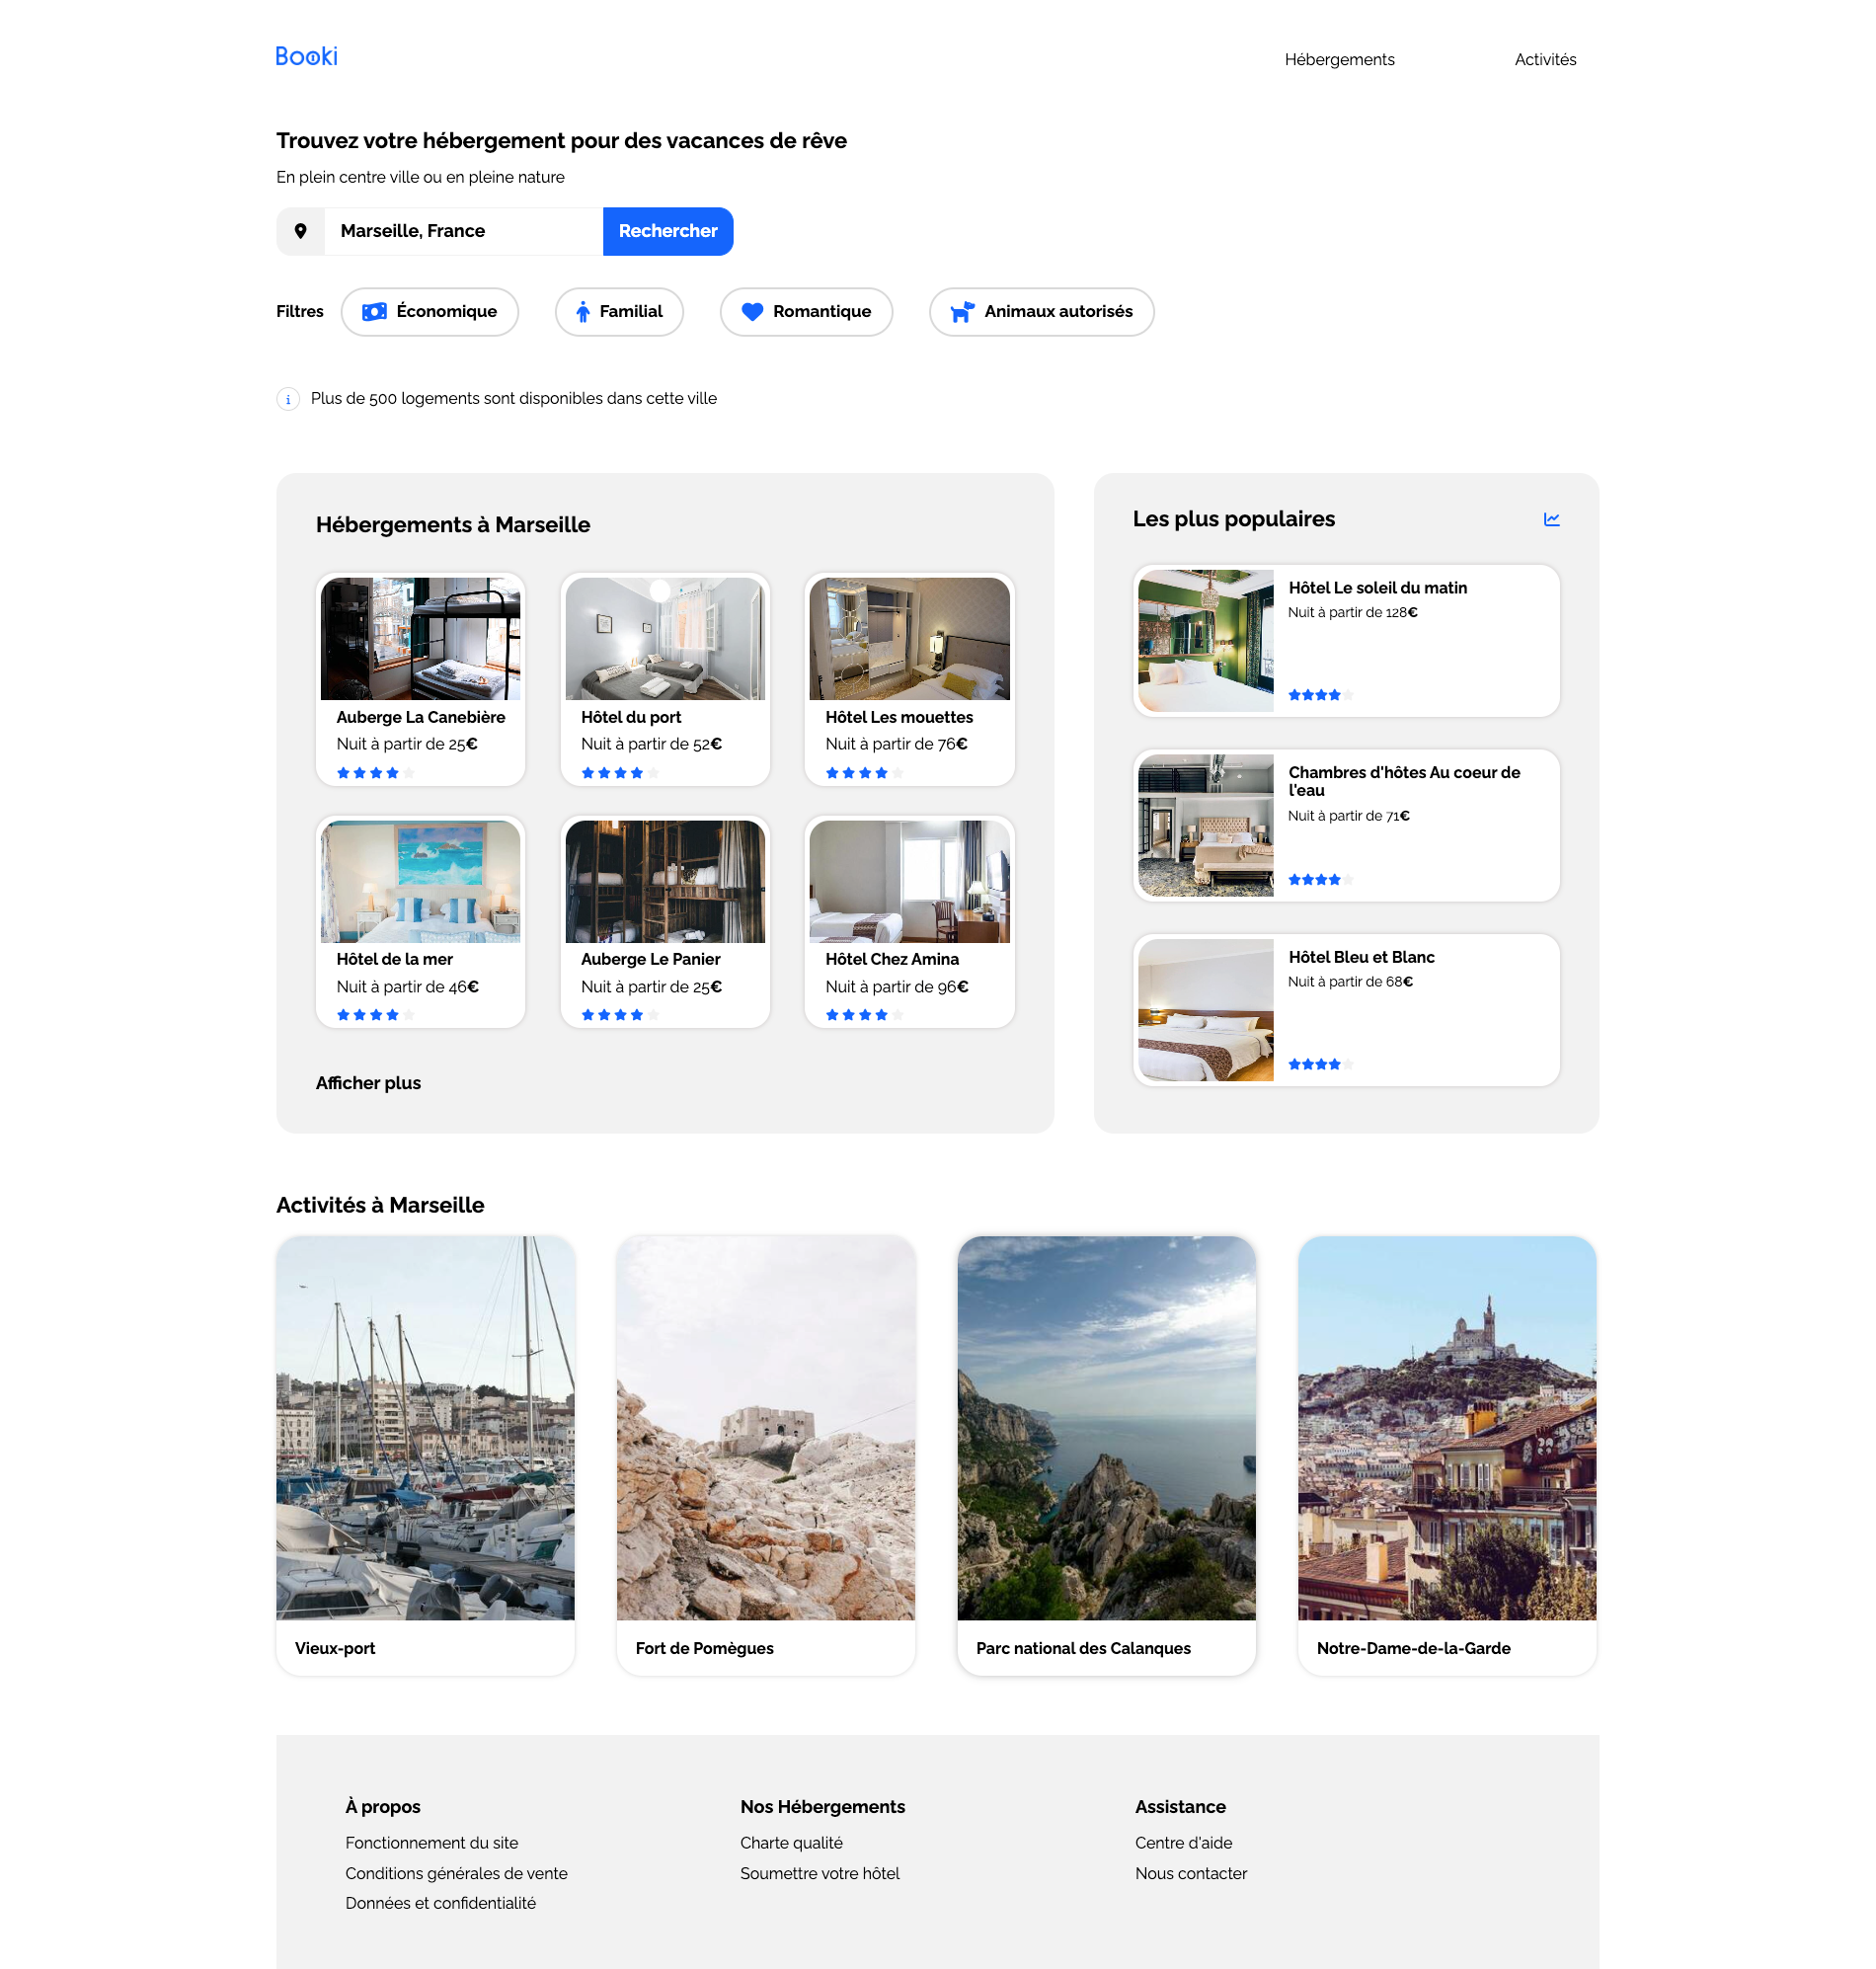 Booki
Hébergements
Activités
Trouvez votre hébergement pour des vacances de rêve
En plein centre ville ou en pleine nature
Marseille, France
Rechercher
Filtres
Économique
Familial
Romantique
Animaux autorisés
i
Plus de 500 logements sont disponibles dans cette ville
Hébergements à Marseille
Auberge La Canebière
Nuit à partir de 25€
Hôtel du port
Nuit à partir de 52€
Hôtel Les mouettes
Nuit à partir de 76€
Hôtel de la mer
Nuit à partir de 46€
Auberge Le Panier
Nuit à partir de 25€
Hôtel Chez Amina
Nuit à partir de 96€
Afficher plus
Les plus populaires
Hôtel Le soleil du matin
Nuit à partir de 128€
Chambres d'hôtes Au coeur de
l'eau
Nuit à partir de 71€
Hôtel Bleu et Blanc
Nuit à partir de 68€
Activités à Marseille
Vieux-port
Fort de Pomègues
Parc national des Calanques
Notre-Dame-de-la-Garde
À propos
Fonctionnement du site
Conditions générales de vente
Données et confidentialité
Nos Hébergements
Charte qualité
Soumettre votre hôtel
Assistance
Centre d'aide
Nous contacter